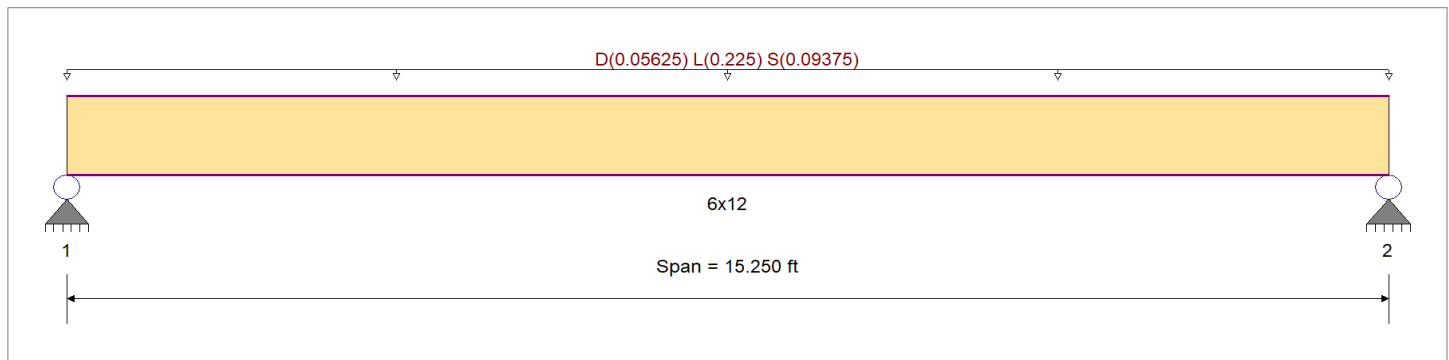 D(0.05625) L(0.225) S(0.09375)
6x12
1
2
Span = 15.250 ft